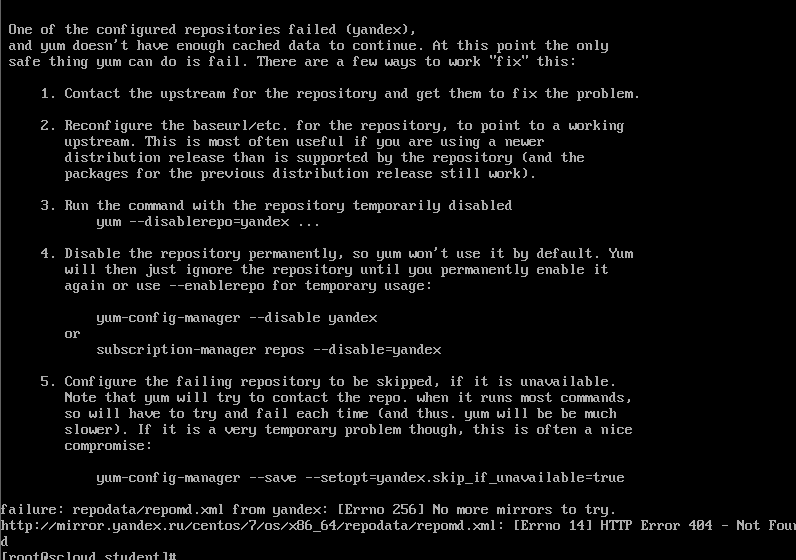 One of the configured repositories failed (yandex),
and yum doesn't have enough cached data to continue. At this point the only
safe thing yum can do is fail. There are a few ways to work "fix" this:
1. Contact the upstream for the repository and get them to fix the problem.
2. Reconfigure the baseurl/etc. for the repository, to point to a working
upstream. This is most often useful if you are using a newer
distribution release than is supported by the repository (and the
packages for the previous distribution release still work).
3. Run the command with the repository temporarily disabled
yum --disablerepo=yandex ...
4. Disable the repository permanently, so yum won't use it by default. Yum
will then just ignore the repository until you permanently enable it
again or use --enablerepo for temporary usage:
yum-config-manager --disable yandex
or
subscription-manager repos --disable=yandex
5. Configure the failing repository to be skipped, if it is unavailable.
Note that yum will try to contact the repo. when it runs most commands,
so will have to try and fail each time (and thus. yum will be be much
slower). If it is a very temporary problem though, this is often a nice
compromise:
yum-config-manager --save --setopt=yandex.skip_if_unavailable=true
failure: repodata/repomd.xml from yandex: [Errno 256] No more mirrors to try.
http://mirror.yandex.ru/centos/7/os/x86_64/repodata/repomd.xml: [Errno 14] HTTP Error 404 - Not Foun
d
[root@scloud student]#